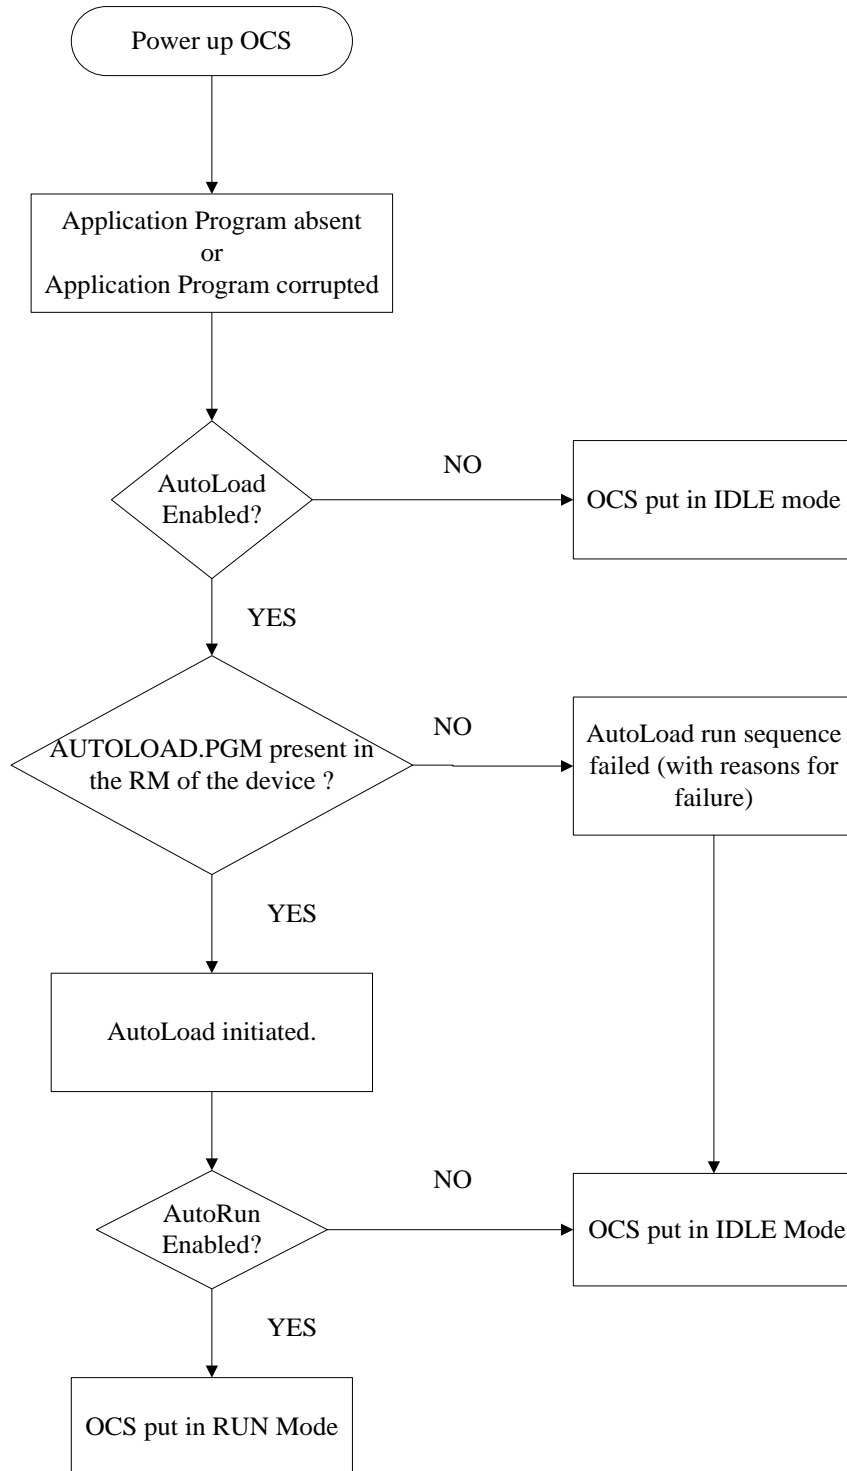 Power up OCS
Application Program absent
or
Application Program corrupted
AutoLoad
Enabled?
NO
OCS put in IDLE mode
YES
AUTOLOAD.PGM present in
the RM of the device ?
NO
AutoLoad run sequence
failed (with reasons for
failure)
YES
AutoLoad initiated.
AutoRun
Enabled?
NO
OCS put in IDLE Mode
YES
OCS put in RUN Mode